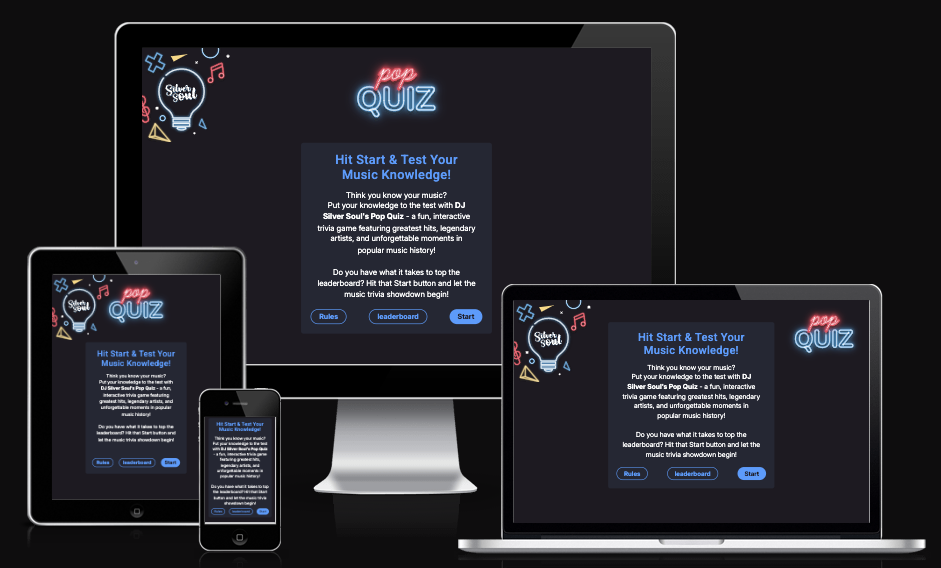 Silver
Soul
pop
QUIZ
Hit Start & Test Your
Music Knowledge!
Think you know your music?
Put your knowledge to the test with DJ
Silver Soul's Pop Quiz - a fun, interactive
trivia game featuring greatest hits, legendary
artists, and unforgettable moments in
popular music history!
Do you have what it takes to top the
leaderboard? Hit that Start button and let the
music trivia showdown begin!
Rules
leaderboard
Start
Silver
Soul
pop
QUIZ
Hit Start & Test Your
Music Knowledge!
Think you know your music?
Put your knowledge to the test with
DJ Silver Soul's Pop Quiz - a fun,
interactive trivia game featuring
greatest hits, legendary artists, and
unforgettable moments in popular
music history!
Do you have what it takes to top the
leaderboard? Hit that Start button and
let the music trivia showdown begin!
Rules
leaderboard
Start
Hit Start & Test Your
Music Knowledge!
Think you know your music?
Put your knowledge to the test
with DJ Silver Soul's Pop Quiz
- a fun, interactive trivia game
featuring greatest hits,
legendary artists, and
unforgettable moments in
popular music history!
Do you have what it takes to top
the leaderboard? Hit that Start
button and let the music trivia
showdown begin!
Rules
leaderboard
Start
Silver
Soul
pop
QUIZ
Hit Start & Test Your
Music Knowledge!
Think you know your music?
Put your knowledge to the test with DJ
Silver Soul's Pop Quiz - a fun, interactive
trivia game featuring greatest hits, legendary
artists, and unforgettable moments in
popular music history!
Do you have what it takes to top the
leaderboard? Hit that Start button and let the
music trivia showdown begin!
Rules
leaderboard
Start